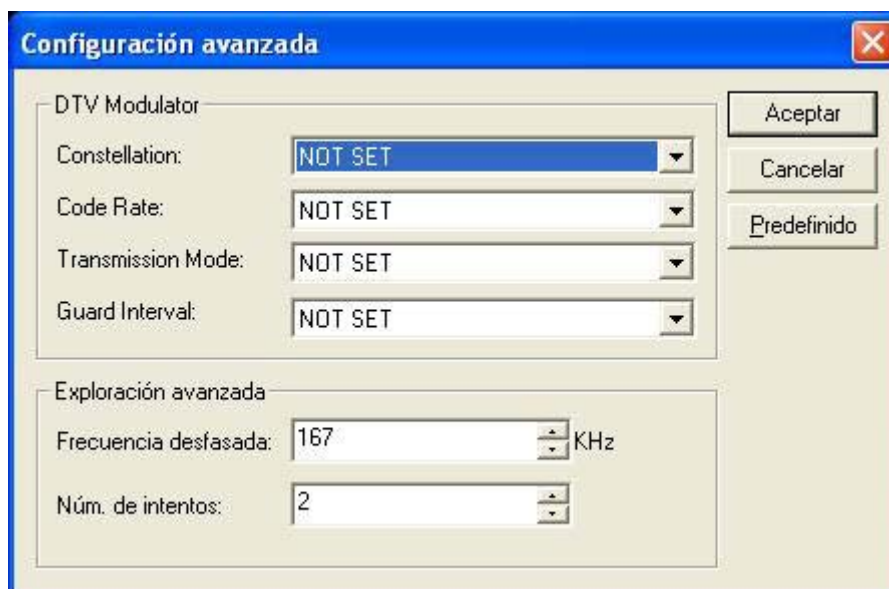 Configuración avanzada
DTV Modulator
Constellation: NOT SET
Code Rate: NOT SET
Transmission Mode: NOT SET
Guard Interval: NOT SET
Aceptar
Cancelar
Predefinido
Exploración avanzada
Frecuencia desfasada: 167 KHz
Núm. de intentos: 2